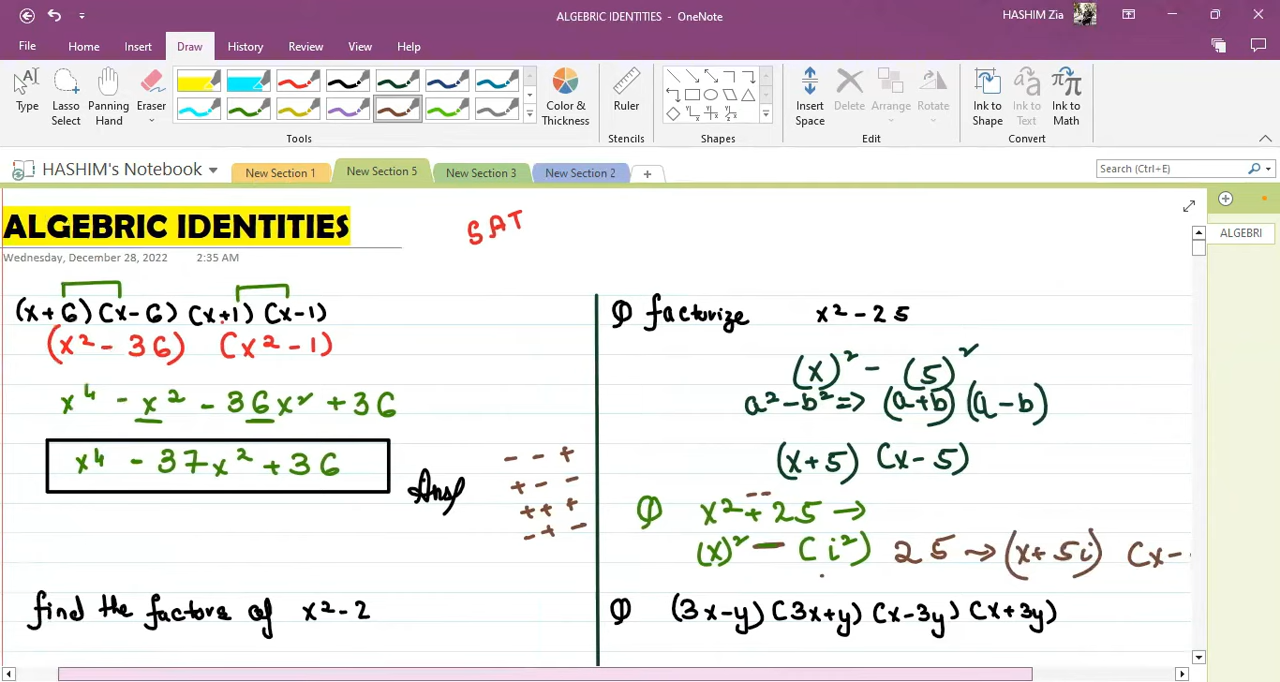 ALGEBRIC IDENTITIES - OneNote
HASHIM Zia
File Home Insert Draw History Review View Help
Type
Lasso Select
Panning Hand
Eraser
Color & Thickness
Ruler
Insert Space
Delete
Arrange
Rotate
Ink to Shape
Ink to Text
Ink to Math
Tools
Stencils
Shapes
Edit
Convert
HASHIM's Notebook
New Section 1
New Section 5
New Section 3
New Section 2
+
Search (Ctrl+E)
ALGEBRI
ALGEBRIC IDENTITIES
SAT
Wednesday, December 28, 2022 2:35 AM
(x+6)(x-6) (x+1)(x-1)
(x²-36) (x²-1)
x⁴ - x² - 36x² + 36
x⁴ - 37x² + 36
Ans
- - +
+ - -
+ + +
- + -
find the factors of x²-2
Q factorize x²-25
(x)² - (5)²
a²-b² => (a+b) (a-b)
(x+5) (x-5)
Q x² + 25 →
(x)² - (i²) 25 → (x+5i) (x-
Q (3x-y)(3x+y)(x-3y)(x+3y)